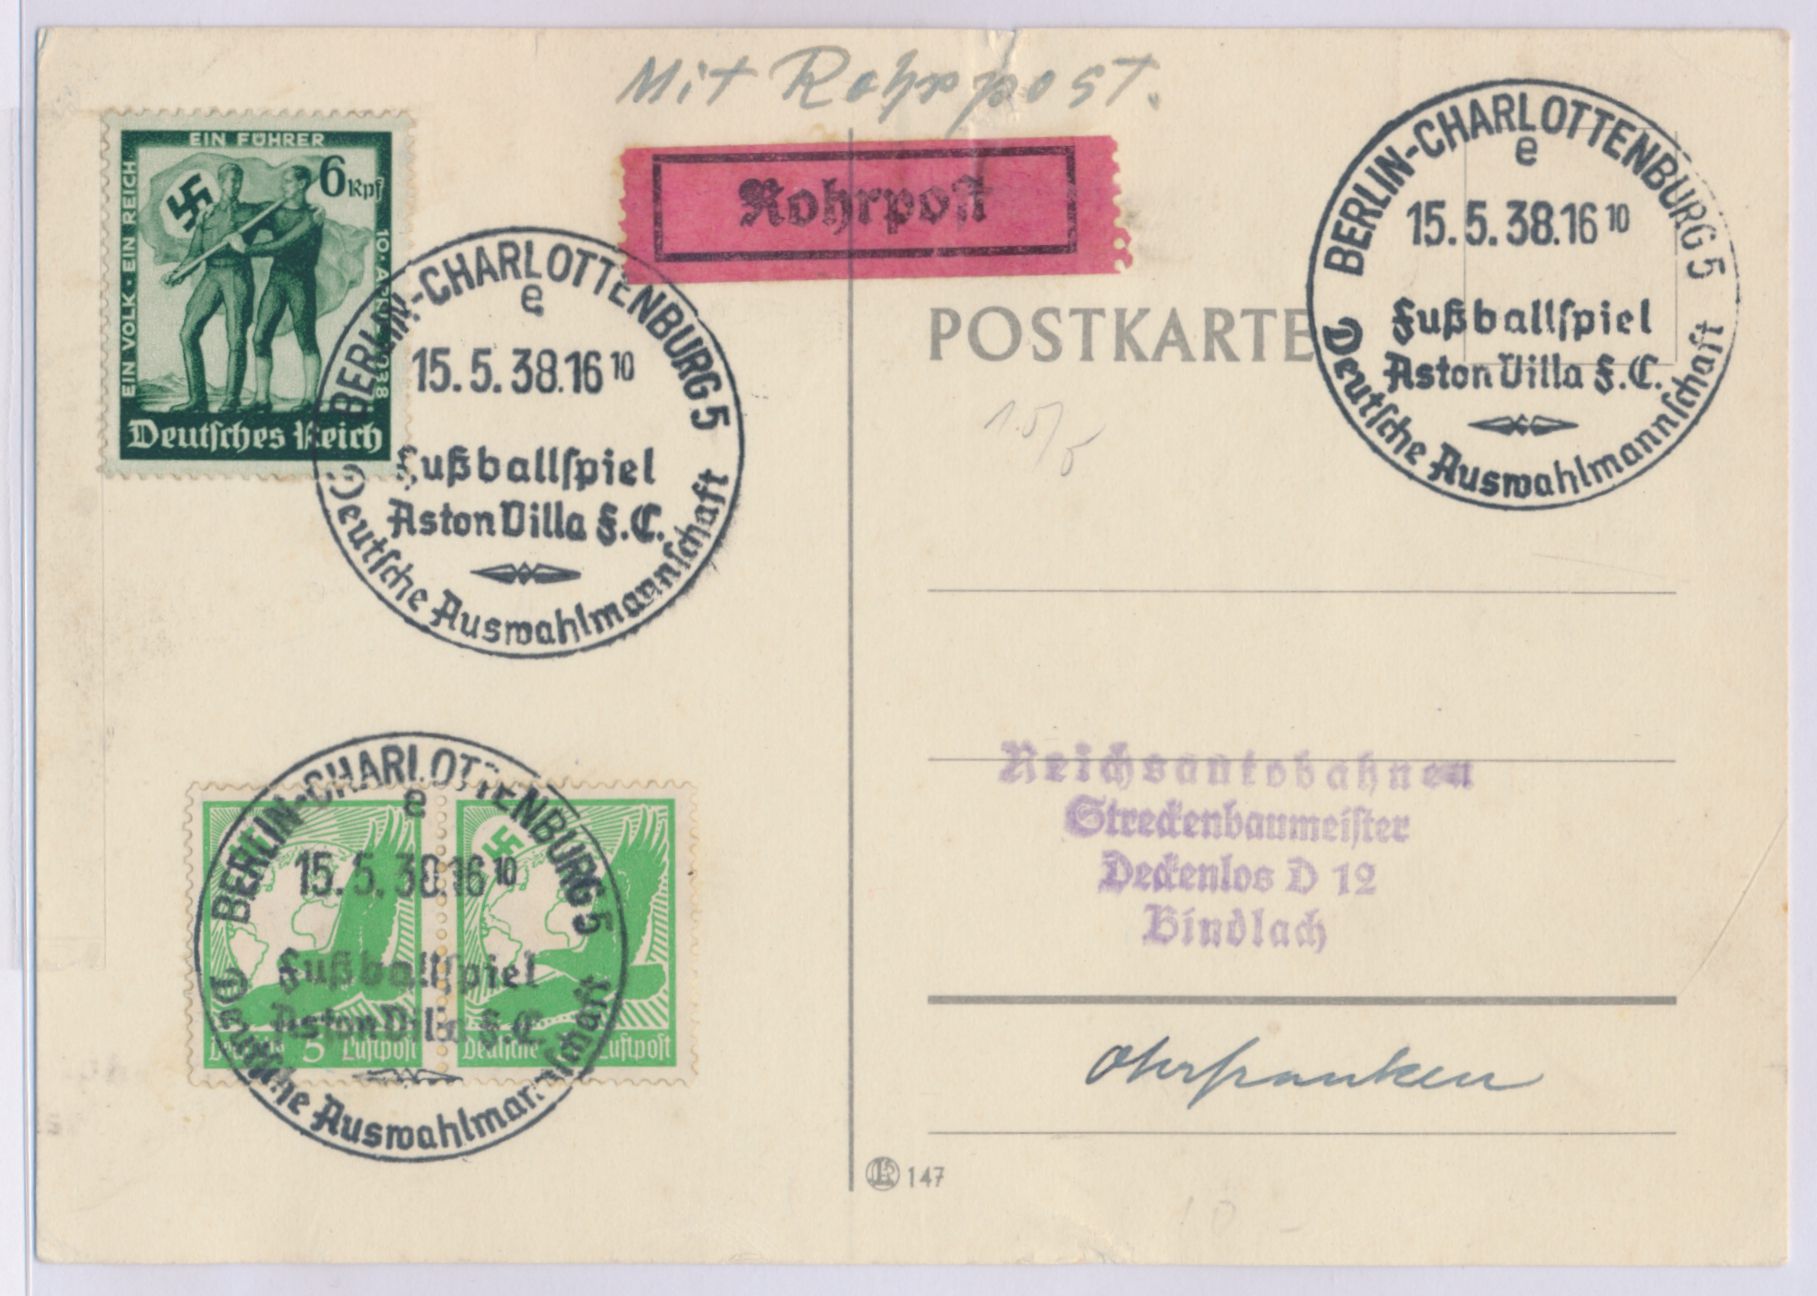 Mit Rohrpost.
Rohrpost
EIN VOLK · EIN REICH
EIN FÜHRER
10. APRIL 1938
6 Rpf
Deutsches Reich
BERLIN-CHARLOTTENBURG 5
e
15.5.38.16 10
Fußballſpiel
Aston Villa F.C.
Deutſche Auswahlmannſchaft
BERLIN-CHARLOTTENBURG 5
e
15.5.38.16 10
Fußballſpiel
Aston Villa F.C.
Deutſche Auswahlmannſchaft
POSTKARTE
15/5
BERLIN-CHARLOTTENBURG 5
e
15.5.38.16 10
Fußballſpiel
Aston Villa F.C.
Deutſche Auswahlmannſchaft
Deutsche 5 Luftpost
Deutsche Luftpost
Reichsautobahnen
Streckenbaumeiſter
Deckenlos D 12
Bindlach
147
10 -